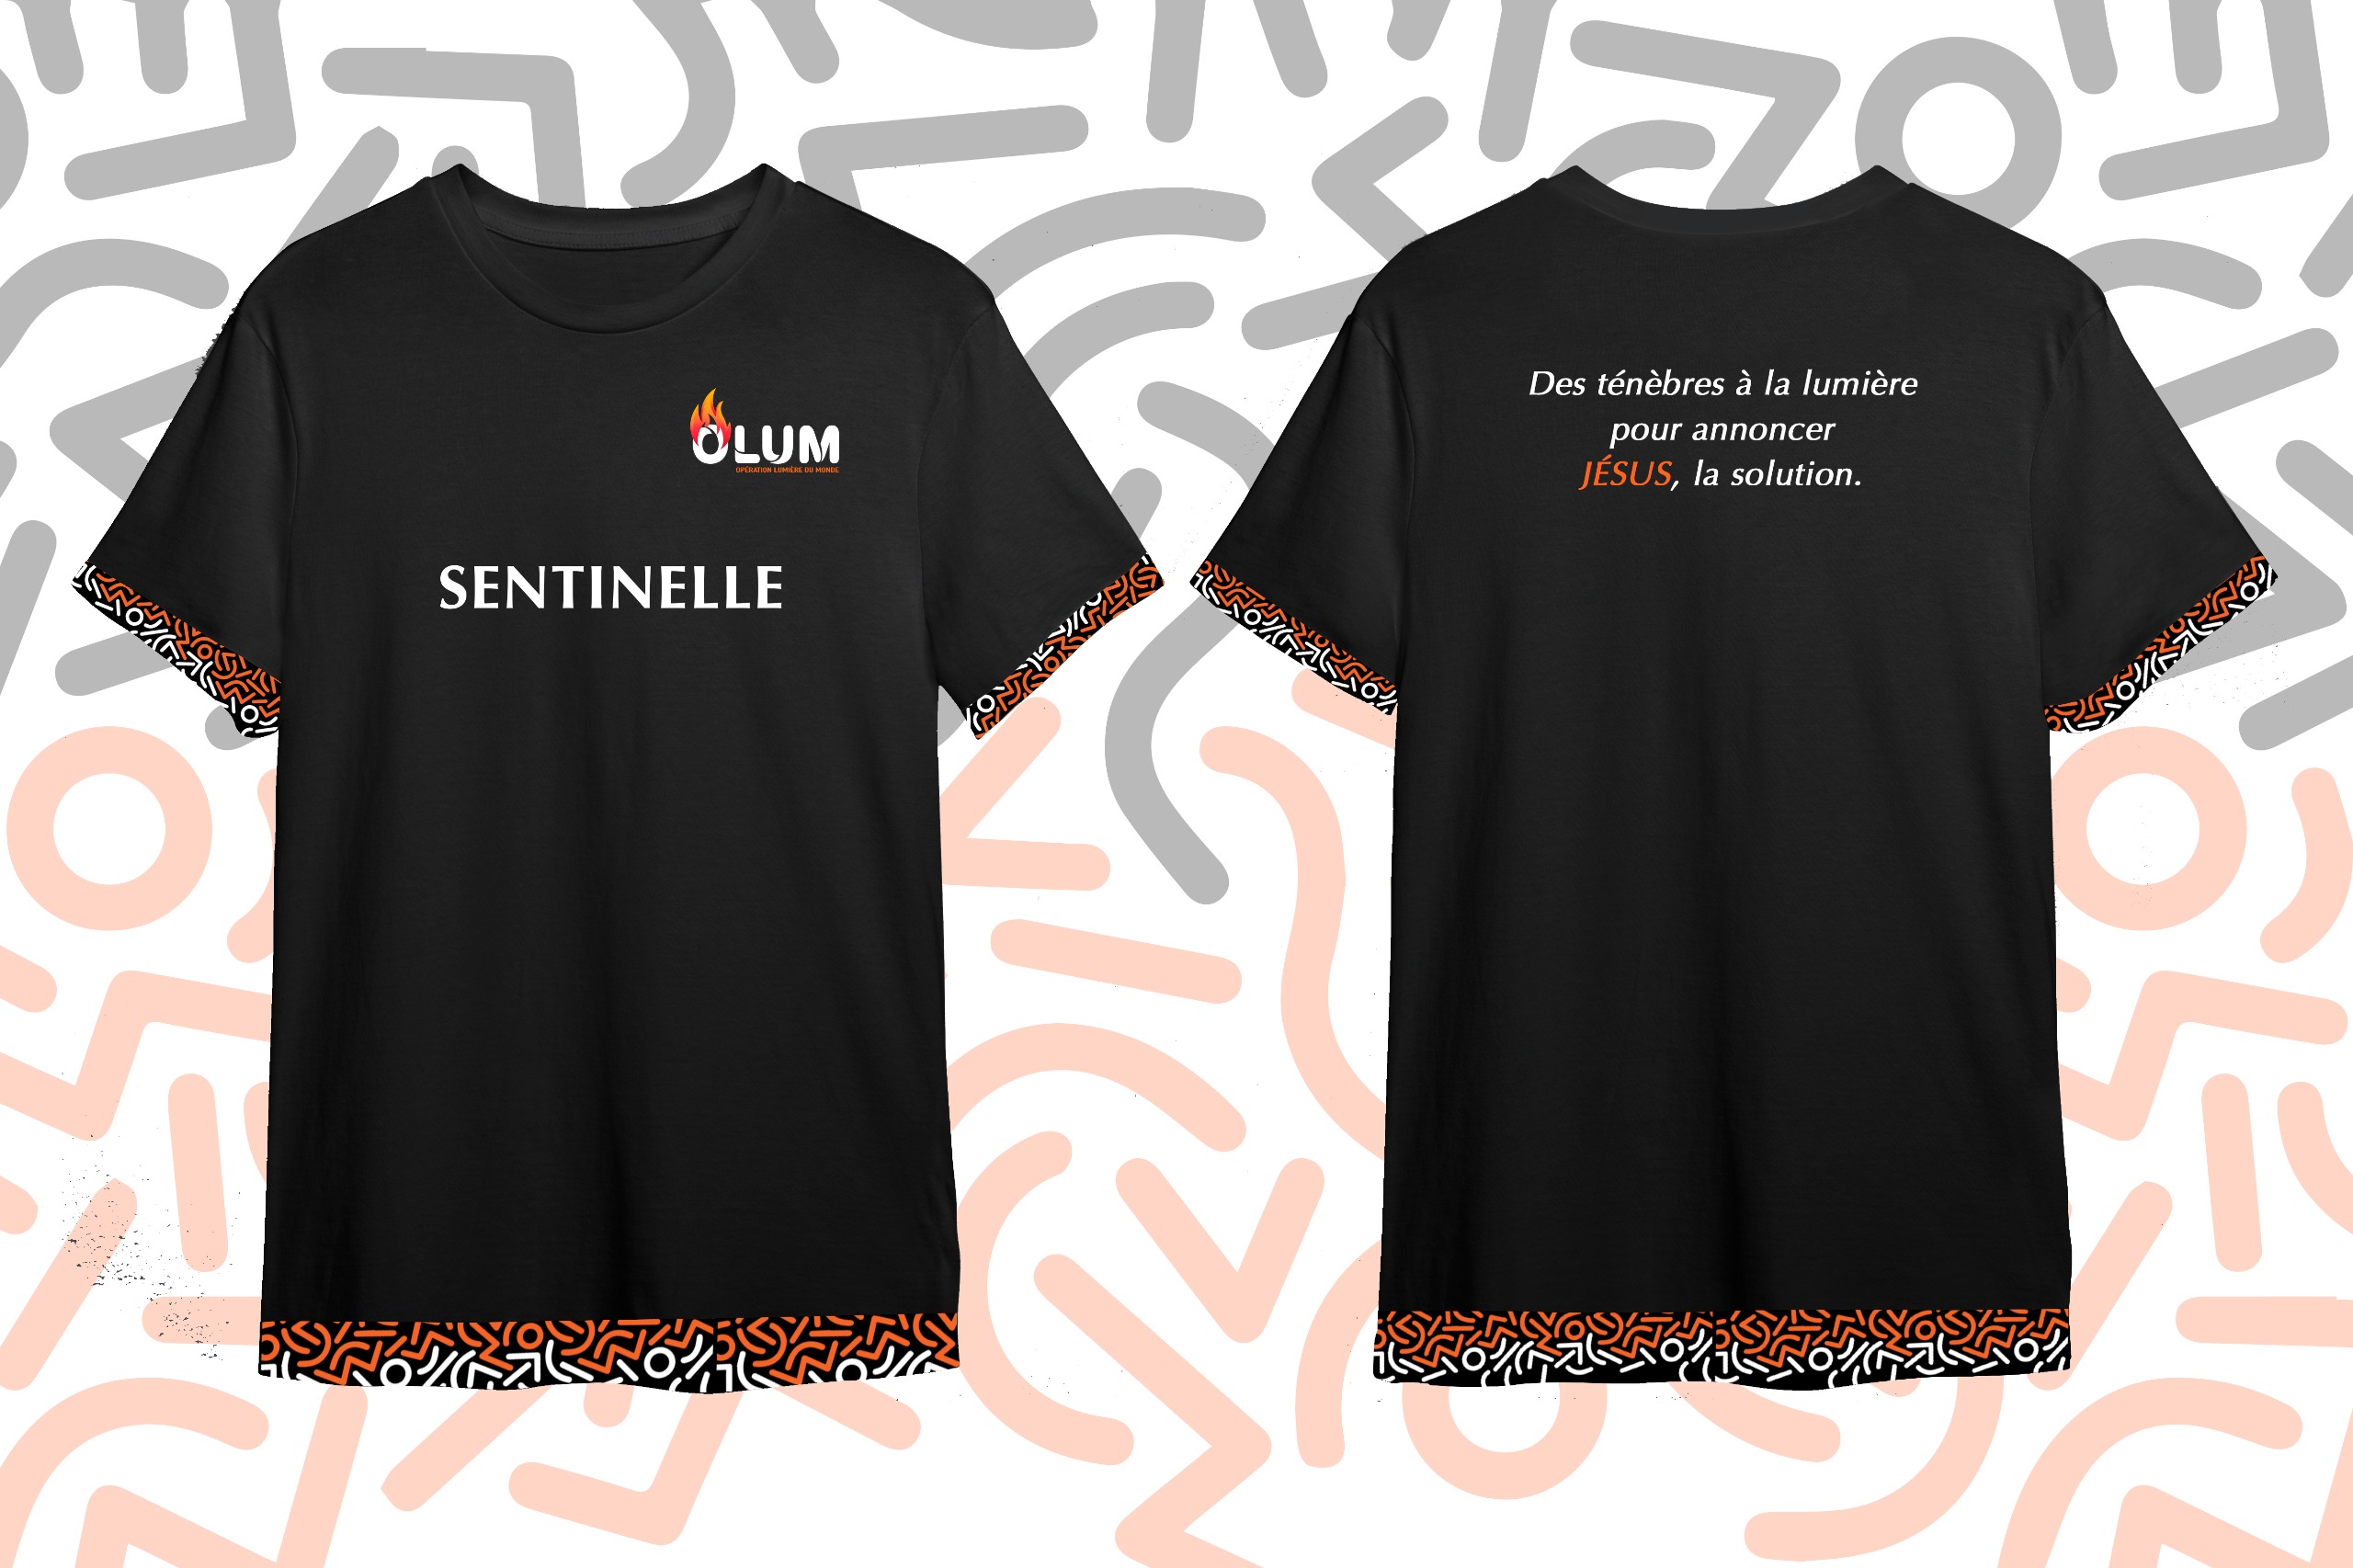 OLUM
OPÉRATION LUMIÈRE DU MONDE
SENTINELLE
Des ténèbres à la lumière
pour annoncer
JÉSUS, la solution.